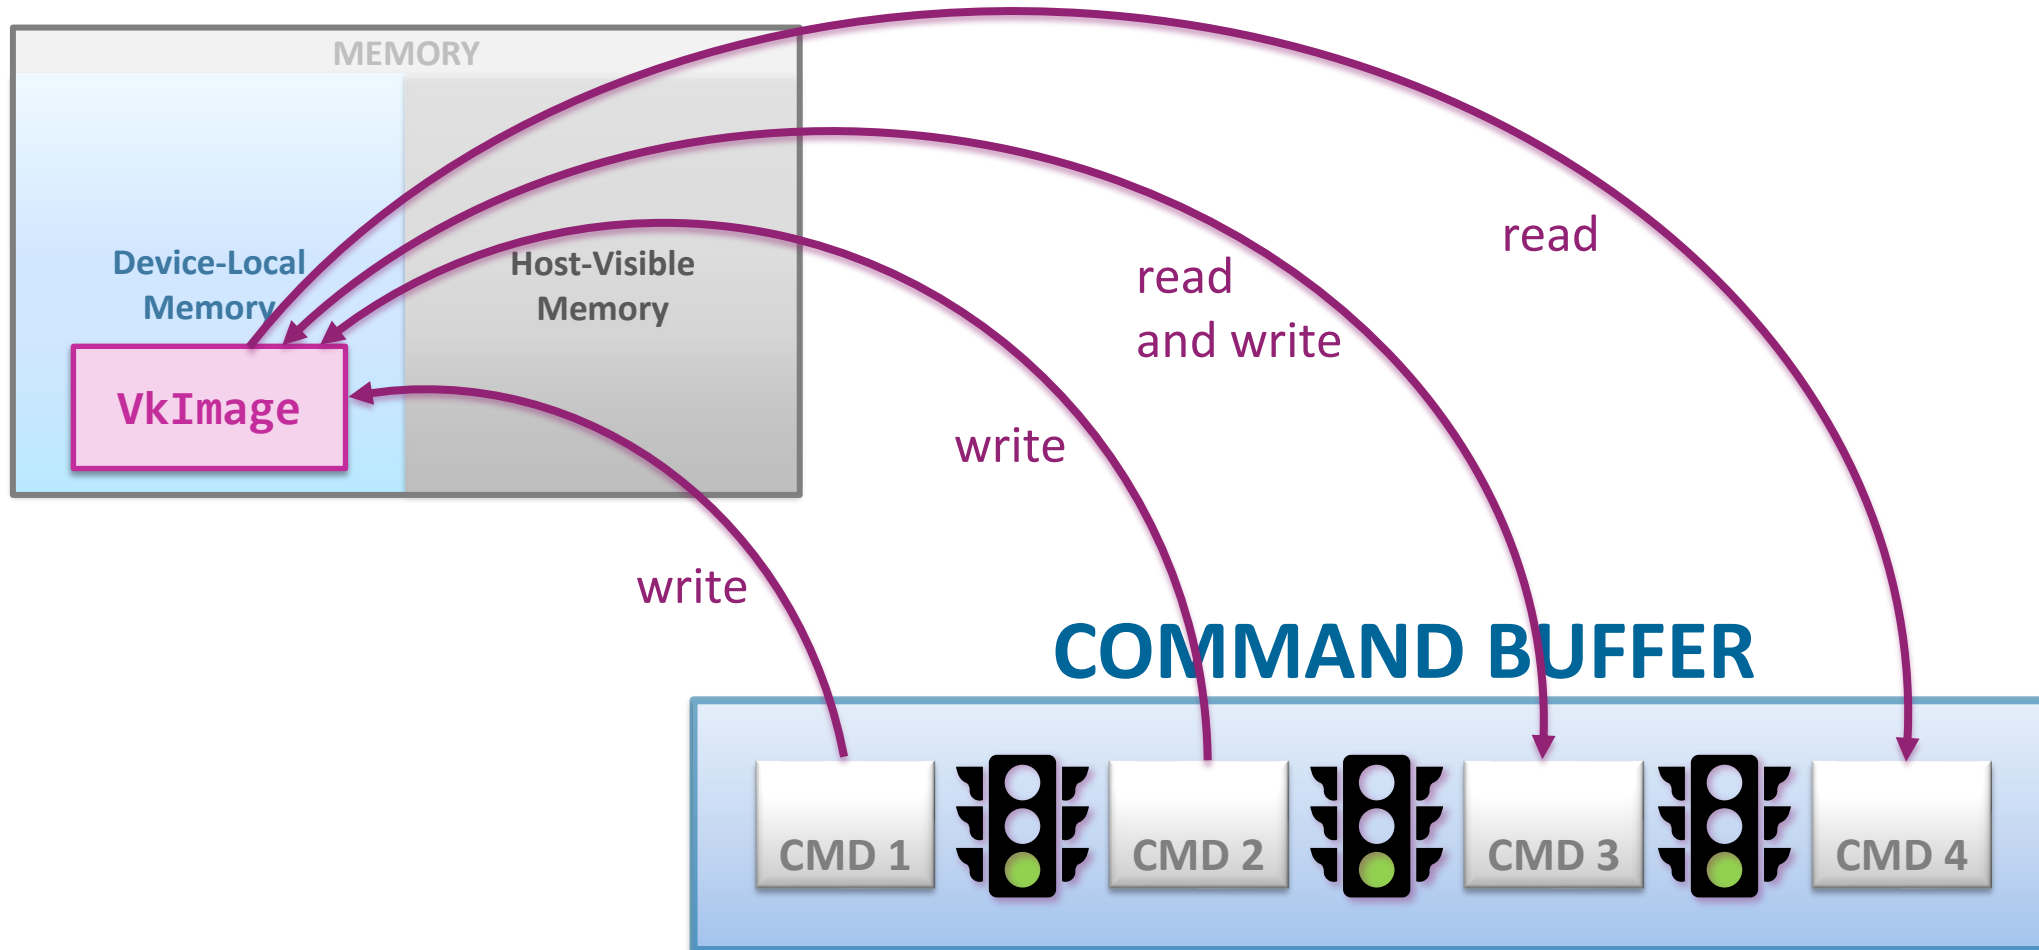 MEMORY
Device-Local
Memory
Host-Visible
Memory
VkImage
read
read
and write
write
write
COMMAND BUFFER
CMD 1
CMD 2
CMD 3
CMD 4